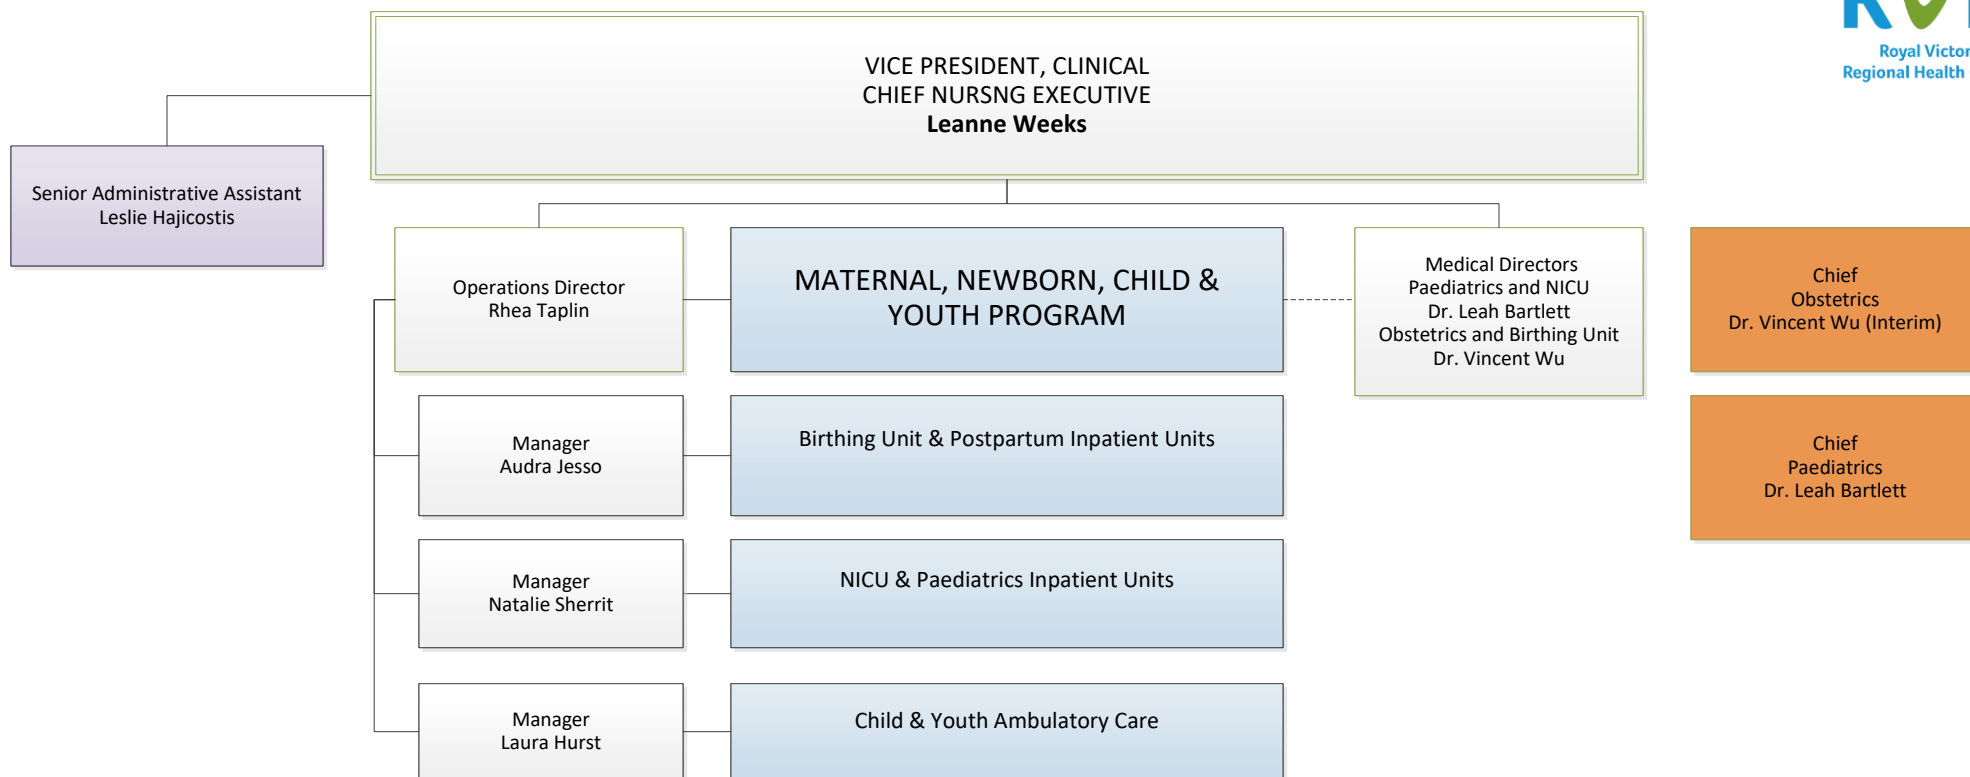 VICE PRESIDENT, CLINICAL
CHIEF NURSNG EXECUTIVE
Leanne Weeks
Royal Victor
Regional Health
Senior Administrative Assistant
Leslie Hajicostis
Operations Director
Rhea Taplin
MATERNAL, NEWBORN, CHILD &
YOUTH PROGRAM
Medical Directors
Paediatrics and NICU
Dr. Leah Bartlett
Obstetrics and Birthing Unit
Dr. Vincent Wu
Chief
Obstetrics
Dr. Vincent Wu (Interim)
Manager
Audra Jesso
Birthing Unit & Postpartum Inpatient Units
Chief
Paediatrics
Dr. Leah Bartlett
Manager
Natalie Sherrit
NICU & Paediatrics Inpatient Units
Manager
Laura Hurst
Child & Youth Ambulatory Care